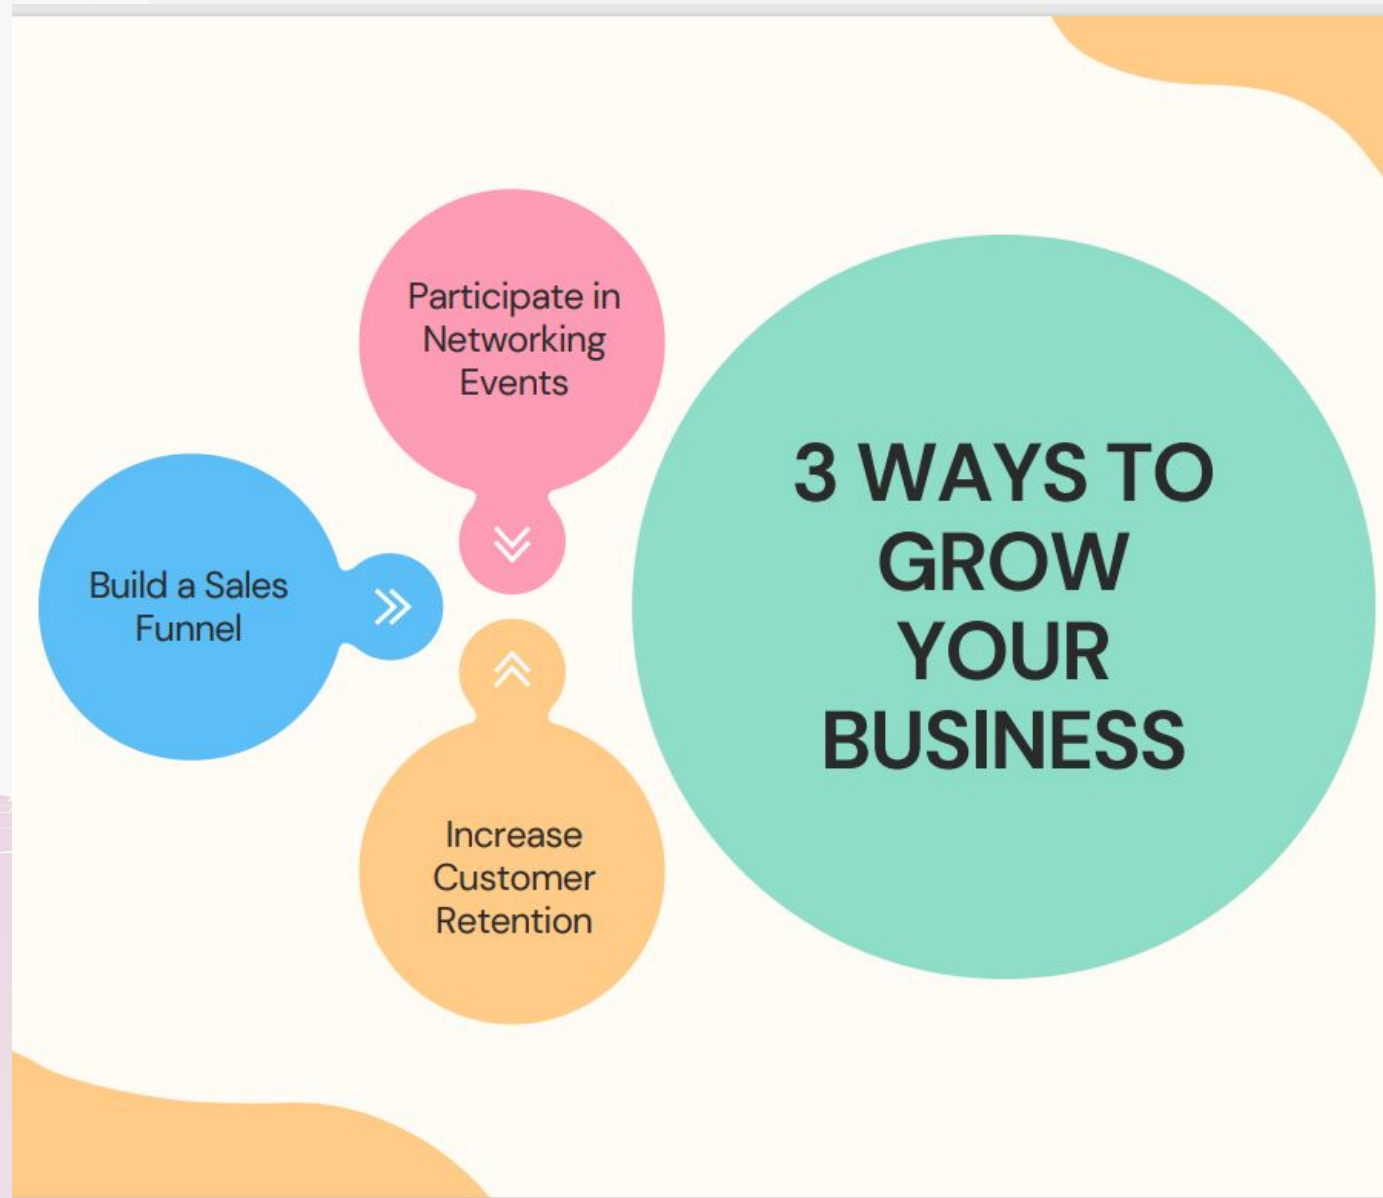 Participate in
Networking
Events
Build a Sales
Funnel
Increase
Customer
Retention
3 WAYS TO
GROW
YOUR
BUSINESS